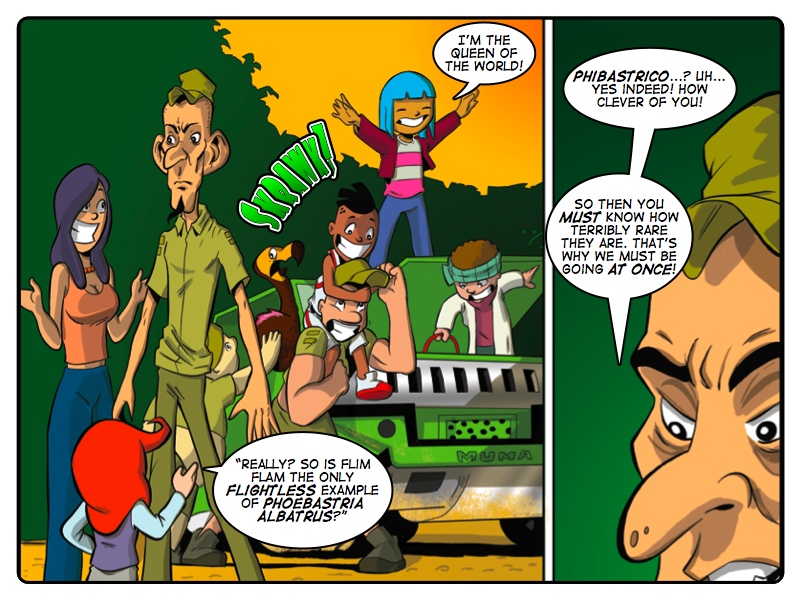 I'M THE
QUEEN OF
THE WORLD!
SKRAWK!
"REALLY? SO IS FLIM
FLAM THE ONLY
FLIGHTLESS EXAMPLE
OF PHOEBASTRIA
ALBATRUS?"
MUMA
PHIBASTRICO...? UH...
YES INDEED! HOW
CLEVER OF YOU!
SO THEN YOU
MUST KNOW HOW
TERRIBLY RARE
THEY ARE. THAT'S
WHY WE MUST BE
GOING AT ONCE!